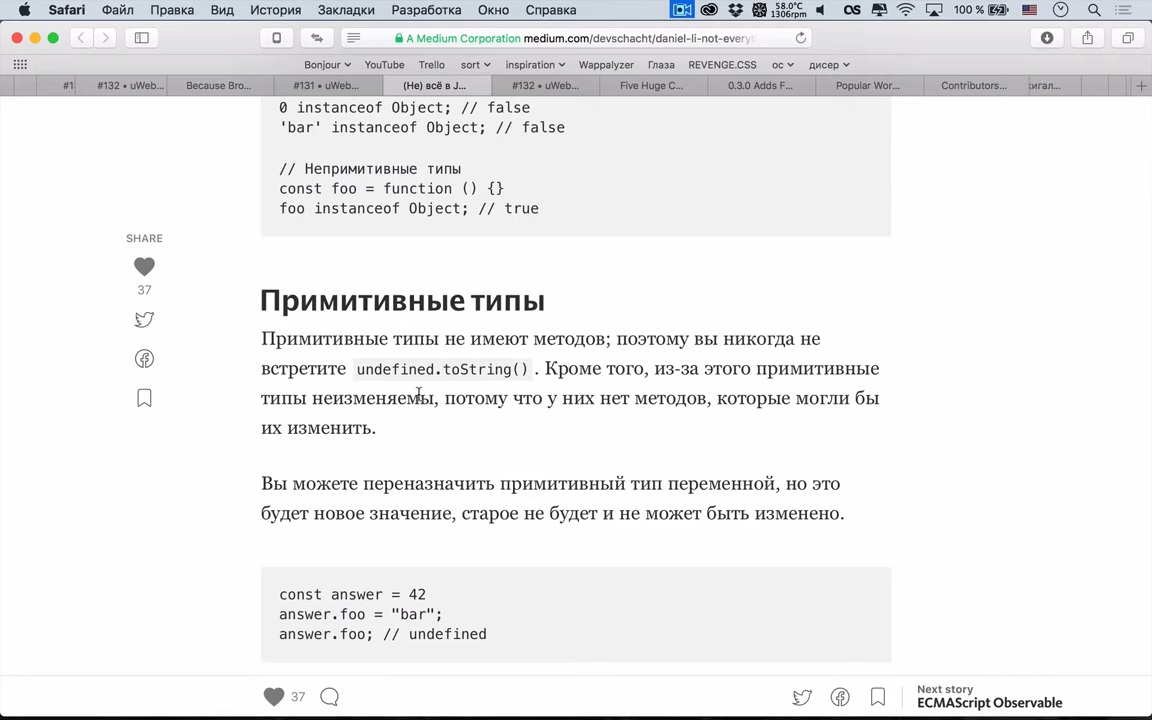 Safari Файл Правка Вид История Закладки Разработка Окно Справка 58.0°C 1306rpm 100 %
A Medium Corporation medium.com/devschacht/daniel-li-not-every
Bonjour YouTube Trello sort inspiration Wappalyzer Глаза REVENGE.CSS ос дисер
#1 #132 • uWeb... Because Bro... #131 • uWeb... (Не) всё в J... #132 • uWeb... Five Huge C... 0.3.0 Adds F... Popular Wor... Contributors... кигал...
0 instanceof Object; // false
'bar' instanceof Object; // false
// Непримитивные типы
const foo = function () {}
foo instanceof Object; // true
SHARE
37
Примитивные типы
Примитивные типы не имеют методов; поэтому вы никогда не
встретите undefined.toString() . Кроме того, из-за этого примитивные
типы неизменяемы, потому что у них нет методов, которые могли бы
их изменить.
Вы можете переназначить примитивный тип переменной, но это
будет новое значение, старое не будет и не может быть изменено.
const answer = 42
answer.foo = "bar";
answer.foo; // undefined
37
Next story
ECMAScript Observable